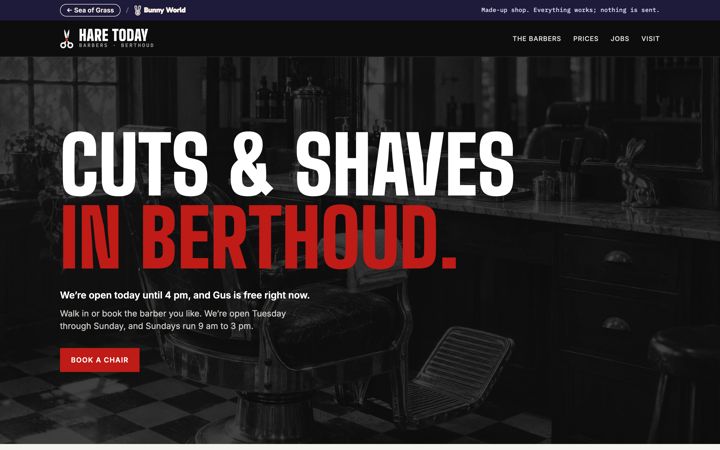 ← Sea of Grass / Bunny World
Made-up shop. Everything works; nothing is sent.
HARE TODAY
BARBERS · BERTHOUD
THE BARBERS PRICES JOBS VISIT
CUTS & SHAVES
IN BERTHOUD.
We’re open today until 4 pm, and Gus is free right now.
Walk in or book the barber you like. We’re open Tuesday
through Sunday, and Sundays run 9 am to 3 pm.
BOOK A CHAIR